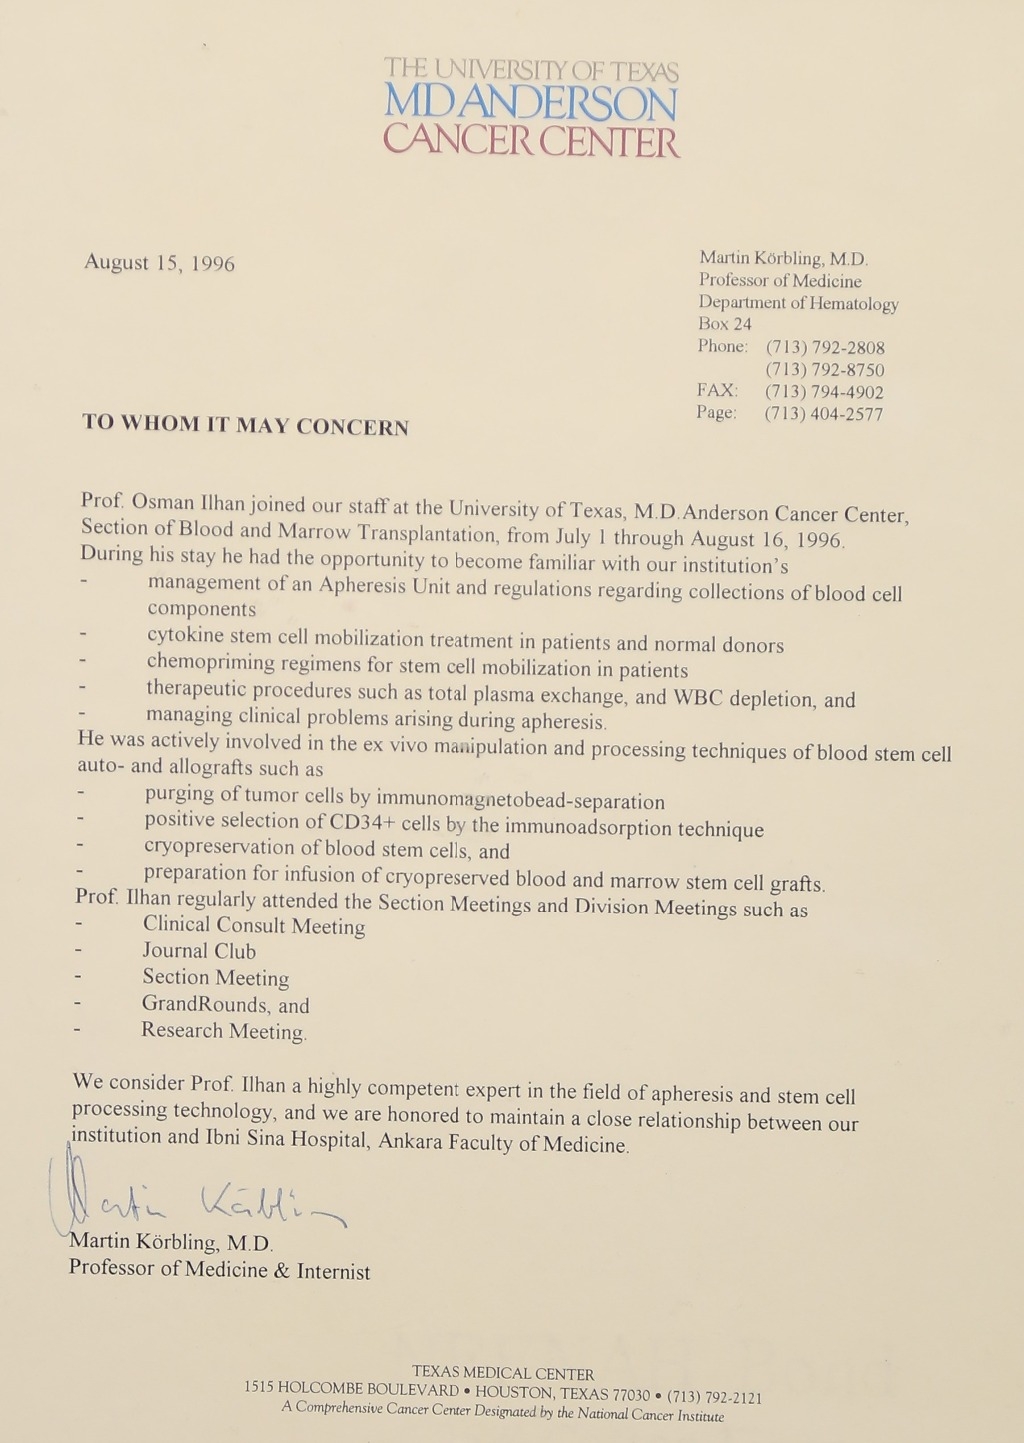 THE UNIVERSITY OF TEXAS
MD ANDERSON
CANCER CENTER
August 15, 1996
Martin Körbling, M.D.
Professor of Medicine
Department of Hematology
Box 24
Phone: (713) 792-2808
(713) 792-8750
FAX: (713) 794-4902
Page: (713) 404-2577
TO WHOM IT MAY CONCERN
Prof. Osman Ilhan joined our staff at the University of Texas, M.D.Anderson Cancer Center,
Section of Blood and Marrow Transplantation, from July 1 through August 16, 1996.
During his stay he had the opportunity to become familiar with our institution's
- management of an Apheresis Unit and regulations regarding collections of blood cell
components
- cytokine stem cell mobilization treatment in patients and normal donors
- chemopriming regimens for stem cell mobilization in patients
- therapeutic procedures such as total plasma exchange, and WBC depletion, and
- managing clinical problems arising during apheresis.
He was actively involved in the ex vivo manipulation and processing techniques of blood stem cell
auto- and allografts such as
- purging of tumor cells by immunomagnetobead-separation
- positive selection of CD34+ cells by the immunoadsorption technique
- cryopreservation of blood stem cells, and
- preparation for infusion of cryopreserved blood and marrow stem cell grafts.
Prof. Ilhan regularly attended the Section Meetings and Division Meetings such as
- Clinical Consult Meeting
- Journal Club
- Section Meeting
- GrandRounds, and
- Research Meeting.
We consider Prof. Ilhan a highly competent expert in the field of apheresis and stem cell
processing technology, and we are honored to maintain a close relationship between our
institution and Ibni Sina Hospital, Ankara Faculty of Medicine.
Martin Körbling
Martin Körbling, M.D.
Professor of Medicine & Internist
TEXAS MEDICAL CENTER
1515 HOLCOMBE BOULEVARD • HOUSTON, TEXAS 77030 • (713) 792-2121
A Comprehensive Cancer Center Designated by the National Cancer Institute